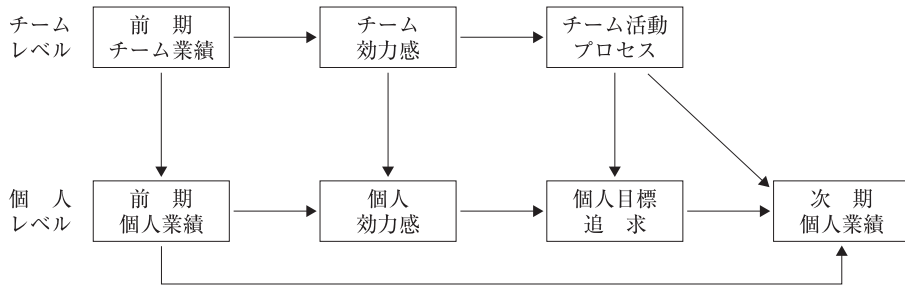 チーム
レベル
前　期
チーム業績
チーム
効力感
チーム活動
プロセス
個　人
レベル
前　期
個人業績
個人
効力感
個人目標
追　求
次　期
個人業績